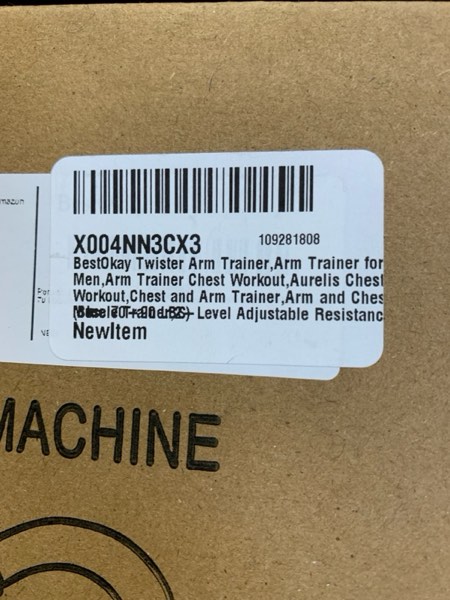 X004NN3CX3 109281808
BestOkay Twister Arm Trainer,Arm Trainer for
Men,Arm Trainer Chest Workout,Aurelis Chest
Workout,Chest and Arm Trainer,Arm and Ches
Level Adjustable Resistanc
NewItem
MACHINE